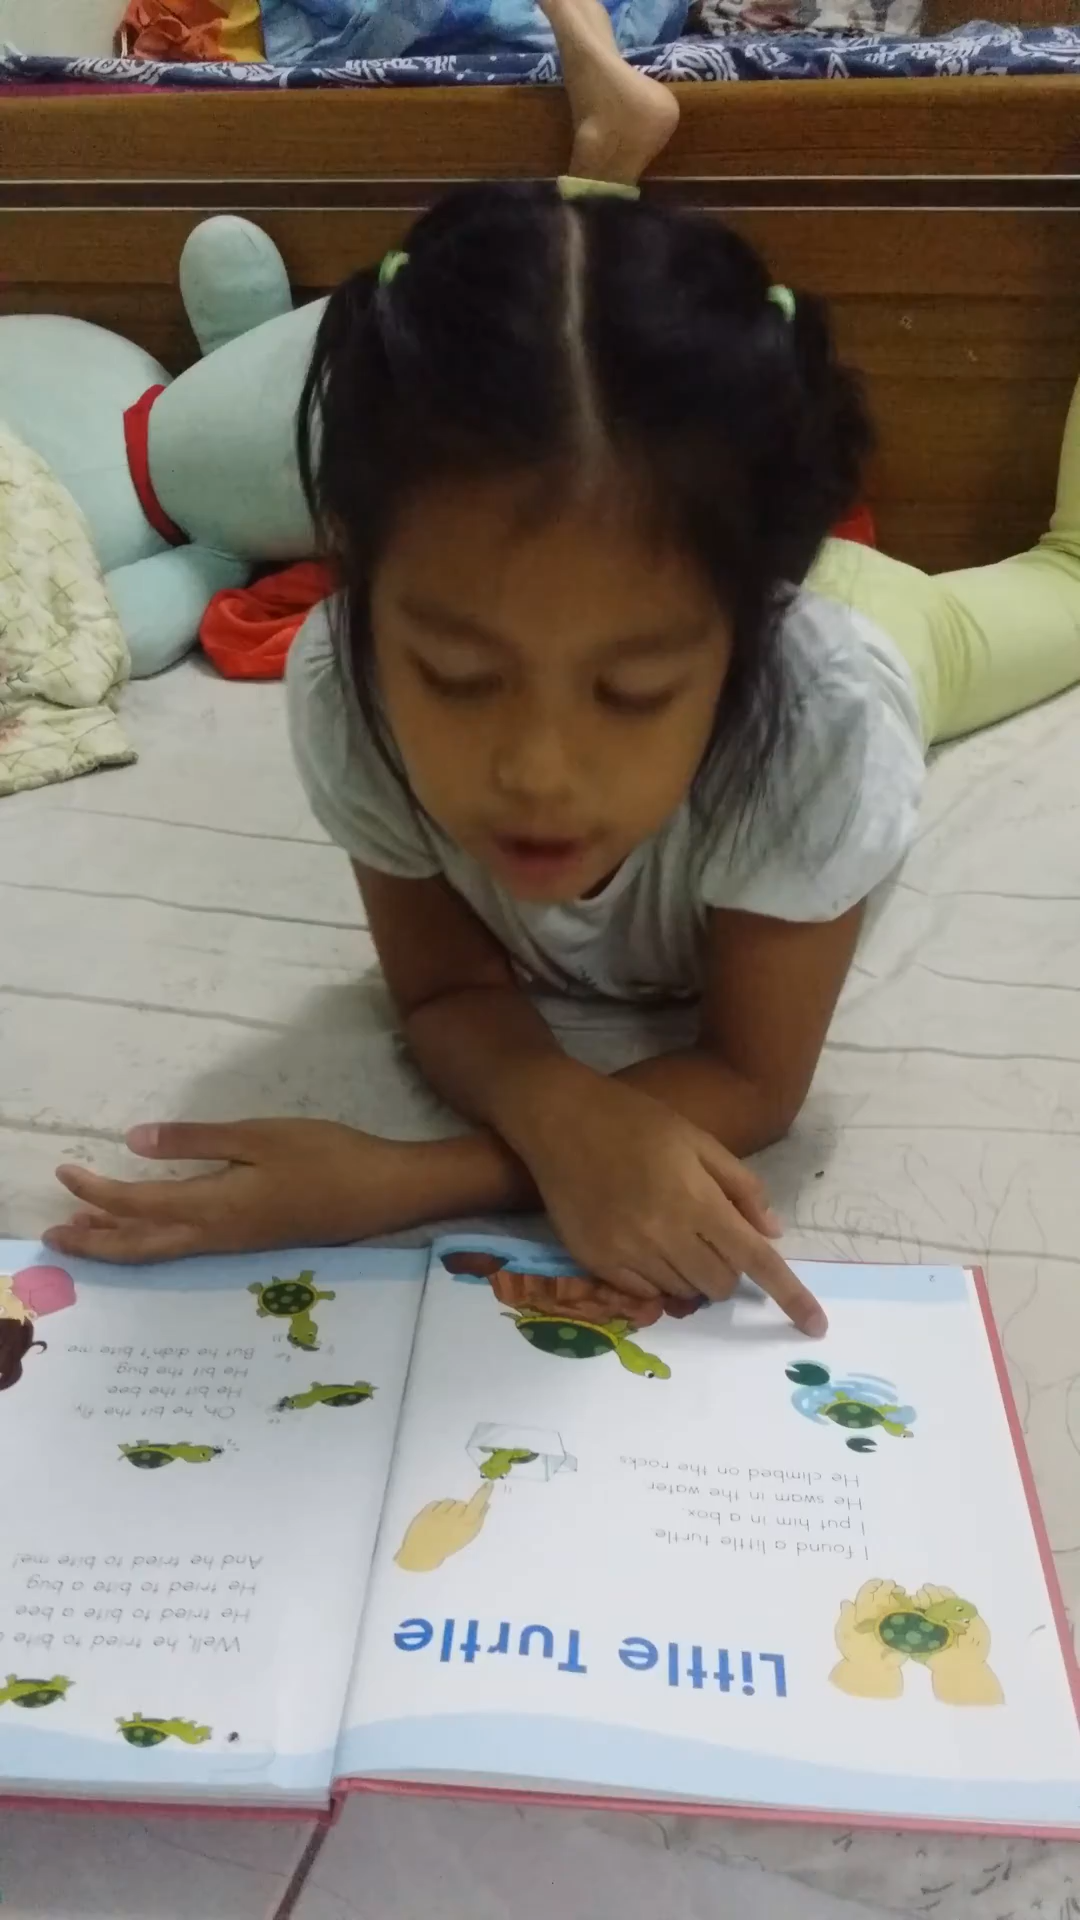 Little Turtle
I found a little turtle
I put him in a box.
He swam in the water.
He climbed on the rocks
2
Well, he tried to bite
He tried to bite a bee
He tried to bite a bug
And he tried to bite me!
Oh, he bit the fly.
He bit the bee
He bit the bug
But he didn't bite me